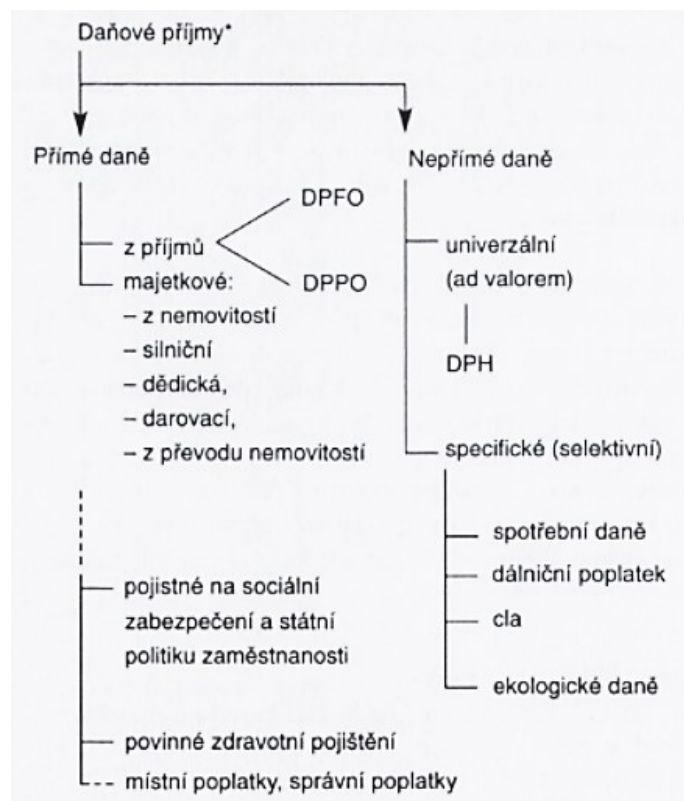 Daňové příjmy*
Přímé daně
DPFO
z příjmů
DPPO
majetkové:
– z nemovitostí
– silniční
– dědická,
– darovací,
– z převodu nemovitostí
pojistné na sociální
zabezpečení a státní
politiku zaměstnanosti
povinné zdravotní pojištění
místní poplatky, správní poplatky
Nepřímé daně
univerzální
(ad valorem)
DPH
specifické (selektivní)
spotřební daně
dálniční poplatek
cla
ekologické daně